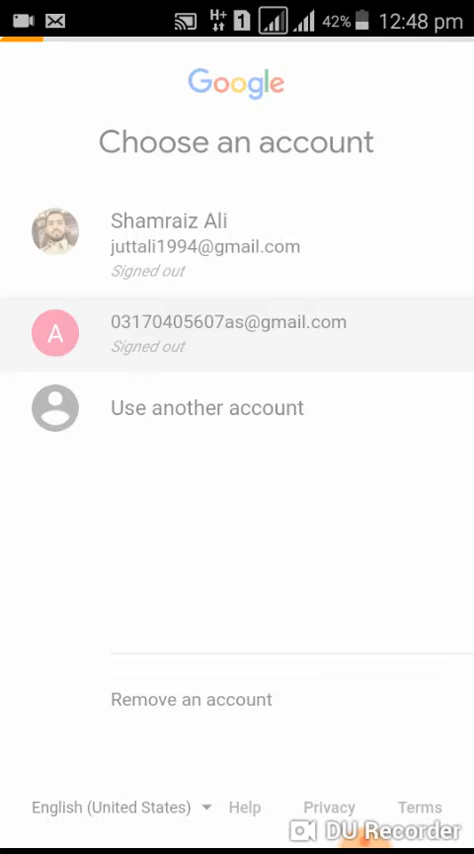 H+ 1 42% 12:48 pm
Google
Choose an account
Shamraiz Ali
juttali1994@gmail.com
Signed out
A
03170405607as@gmail.com
Signed out
Use another account
Remove an account
English (United States) Help Privacy Terms
DU Recorder